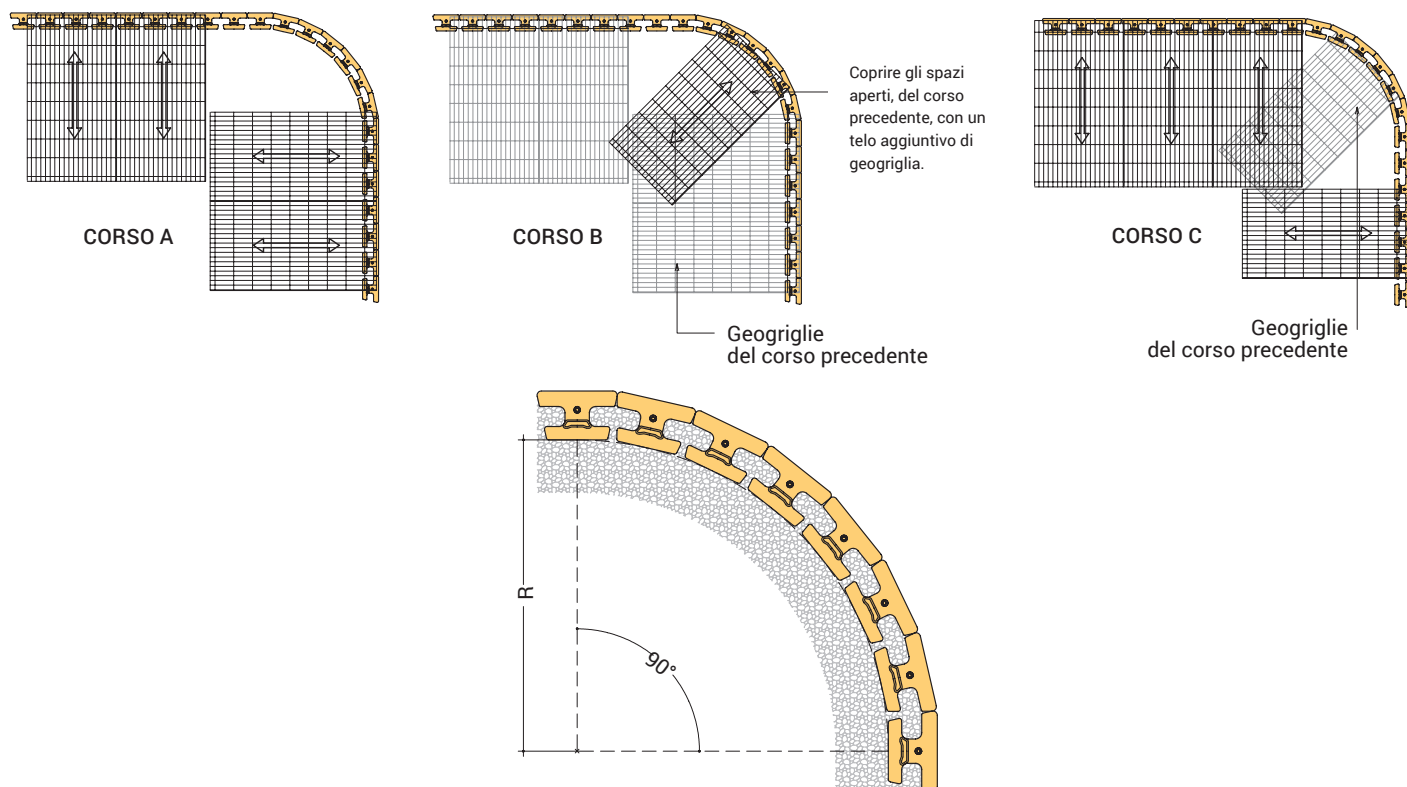 CORSO A
CORSO B
Coprire gli spazi
aperti, del corso
precedente, con un
telo aggiuntivo di
geogriglia.
Geogriglie
del corso precedente
CORSO C
Geogriglie
del corso precedente
R
90°